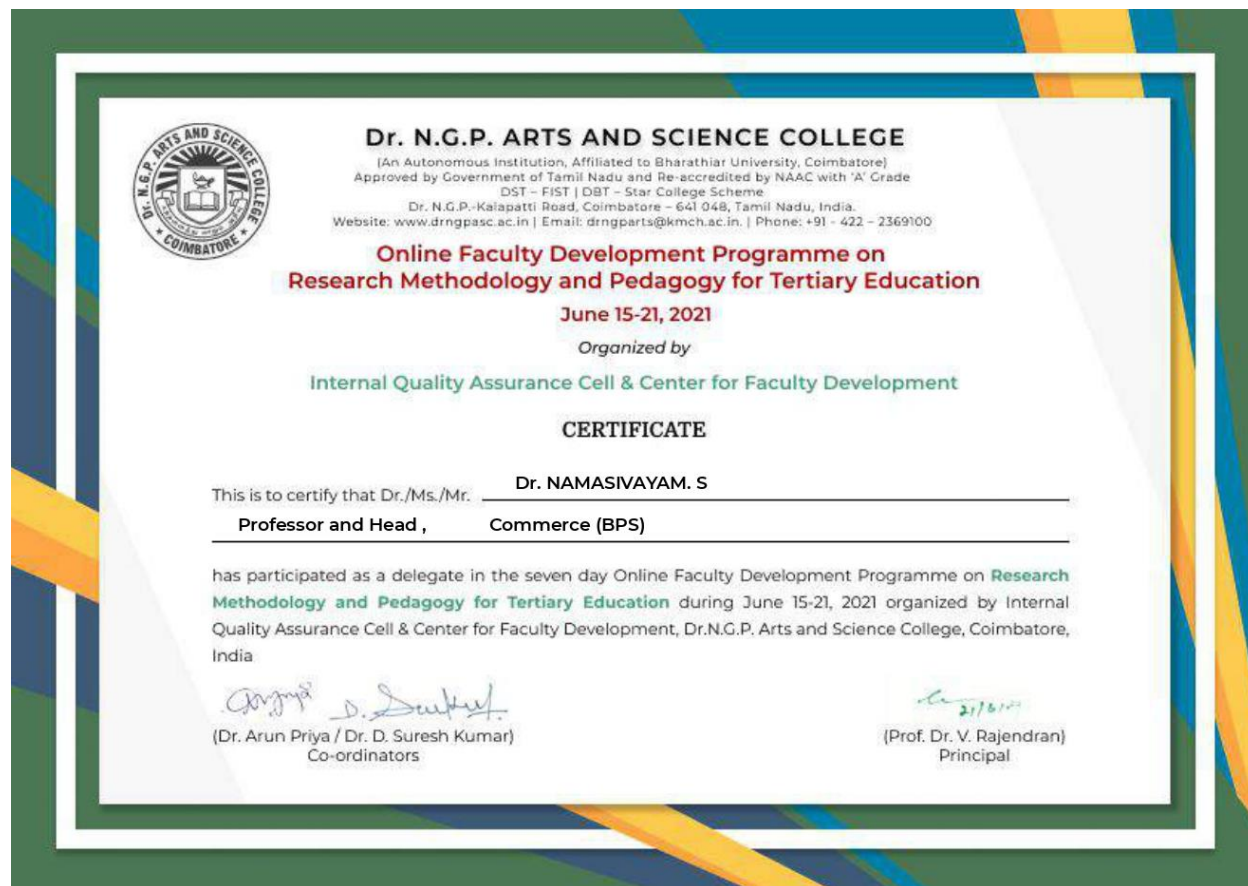 Dr. N.G.P. ARTS AND SCIENCE COLLEGE
COIMBATORE
Dr. N.G.P. ARTS AND SCIENCE COLLEGE
(An Autonomous Institution, Affiliated to Bharathiar University, Coimbatore)
Approved by Government of Tamil Nadu and Re-accredited by NAAC with 'A' Grade
DST – FIST | DBT – Star College Scheme
Dr. N.G.P.-Kalapatti Road, Coimbatore – 641 048, Tamil Nadu, India.
Website: www.drngpasc.ac.in | Email: drngparts@kmch.ac.in. | Phone: +91 - 422 – 2369100
Online Faculty Development Programme on
Research Methodology and Pedagogy for Tertiary Education
June 15-21, 2021
Organized by
Internal Quality Assurance Cell & Center for Faculty Development
CERTIFICATE
This is to certify that Dr./Ms./Mr. Dr. NAMASIVAYAM. S
Professor and Head , Commerce (BPS)
has participated as a delegate in the seven day Online Faculty Development Programme on Research
Methodology and Pedagogy for Tertiary Education during June 15-21, 2021 organized by Internal
Quality Assurance Cell & Center for Faculty Development, Dr.N.G.P. Arts and Science College, Coimbatore,
India
(Dr. Arun Priya / Dr. D. Suresh Kumar)
Co-ordinators
(Prof. Dr. V. Rajendran)
Principal